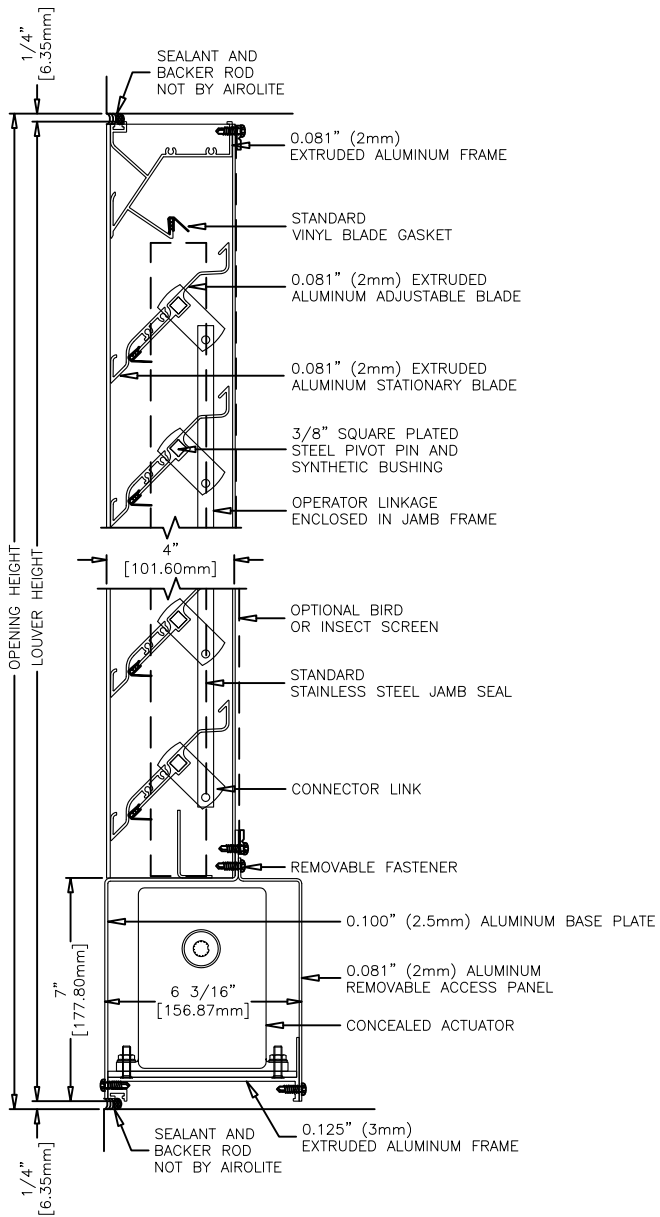 1/4"
[6.35mm]
SEALANT AND
BACKER ROD
NOT BY AIROLITE
0.081" (2mm)
EXTRUDED ALUMINUM FRAME
STANDARD
VINYL BLADE GASKET
0.081" (2mm) EXTRUDED
ALUMINUM ADJUSTABLE BLADE
0.081" (2mm) EXTRUDED
ALUMINUM STATIONARY BLADE
3/8" SQUARE PLATED
STEEL PIVOT PIN AND
SYNTHETIC BUSHING
OPERATOR LINKAGE
ENCLOSED IN JAMB FRAME
4"
[101.60mm]
OPENING HEIGHT
LOUVER HEIGHT
OPTIONAL BIRD
OR INSECT SCREEN
STANDARD
STAINLESS STEEL JAMB SEAL
CONNECTOR LINK
REMOVABLE FASTENER
0.100" (2.5mm) ALUMINUM BASE PLATE
0.081" (2mm) ALUMINUM
REMOVABLE ACCESS PANEL
7"
[177.80mm]
6 3/16"
[156.87mm]
CONCEALED ACTUATOR
0.125" (3mm)
EXTRUDED ALUMINUM FRAME
SEALANT AND
BACKER ROD
NOT BY AIROLITE
1/4"
[6.35mm]